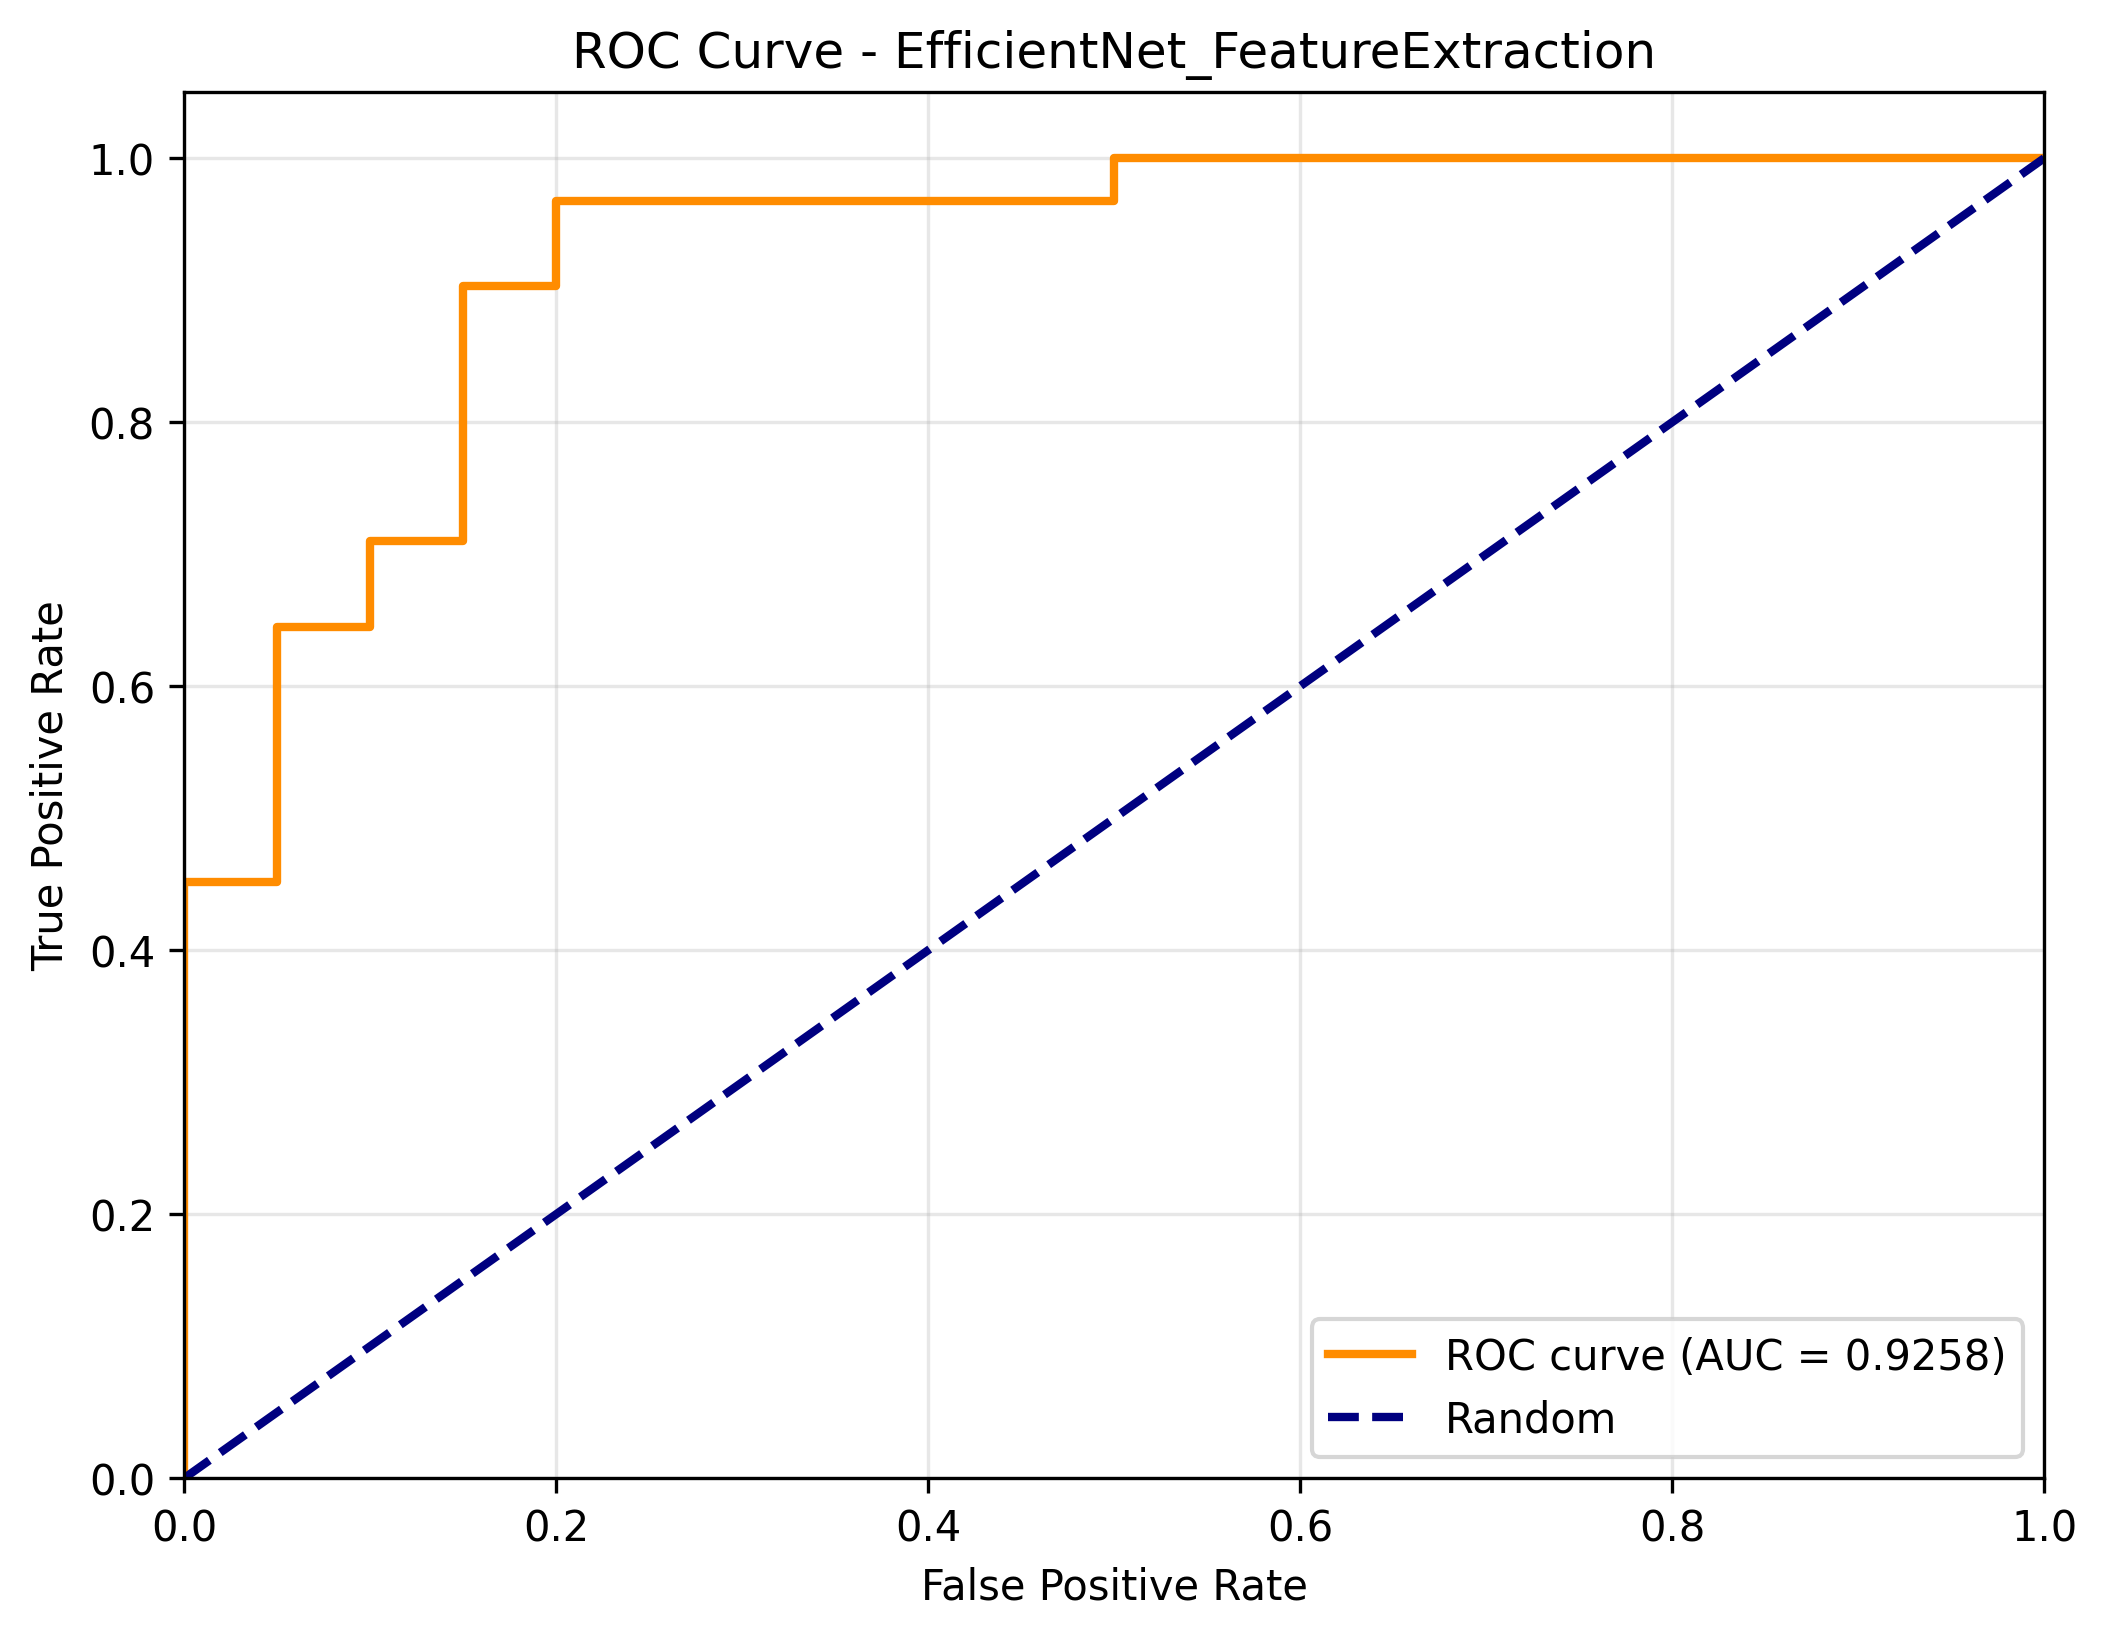 ROC Curve - EfficientNet_FeatureExtraction
True Positive Rate
1.0
0.8
0.6
0.4
0.2
0.0
0.0 0.2 0.4 0.6 0.8 1.0
False Positive Rate
ROC curve (AUC = 0.9258)
Random